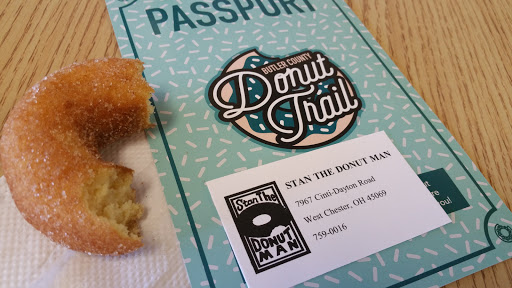 PASSPORT
BUTLER COUNTY
Donut
Trail
STAN THE DONUT MAN
7967 Cinti-Dayton Road
West Chester, OH 45069
759-0016
Stan The
DONUT
MAN